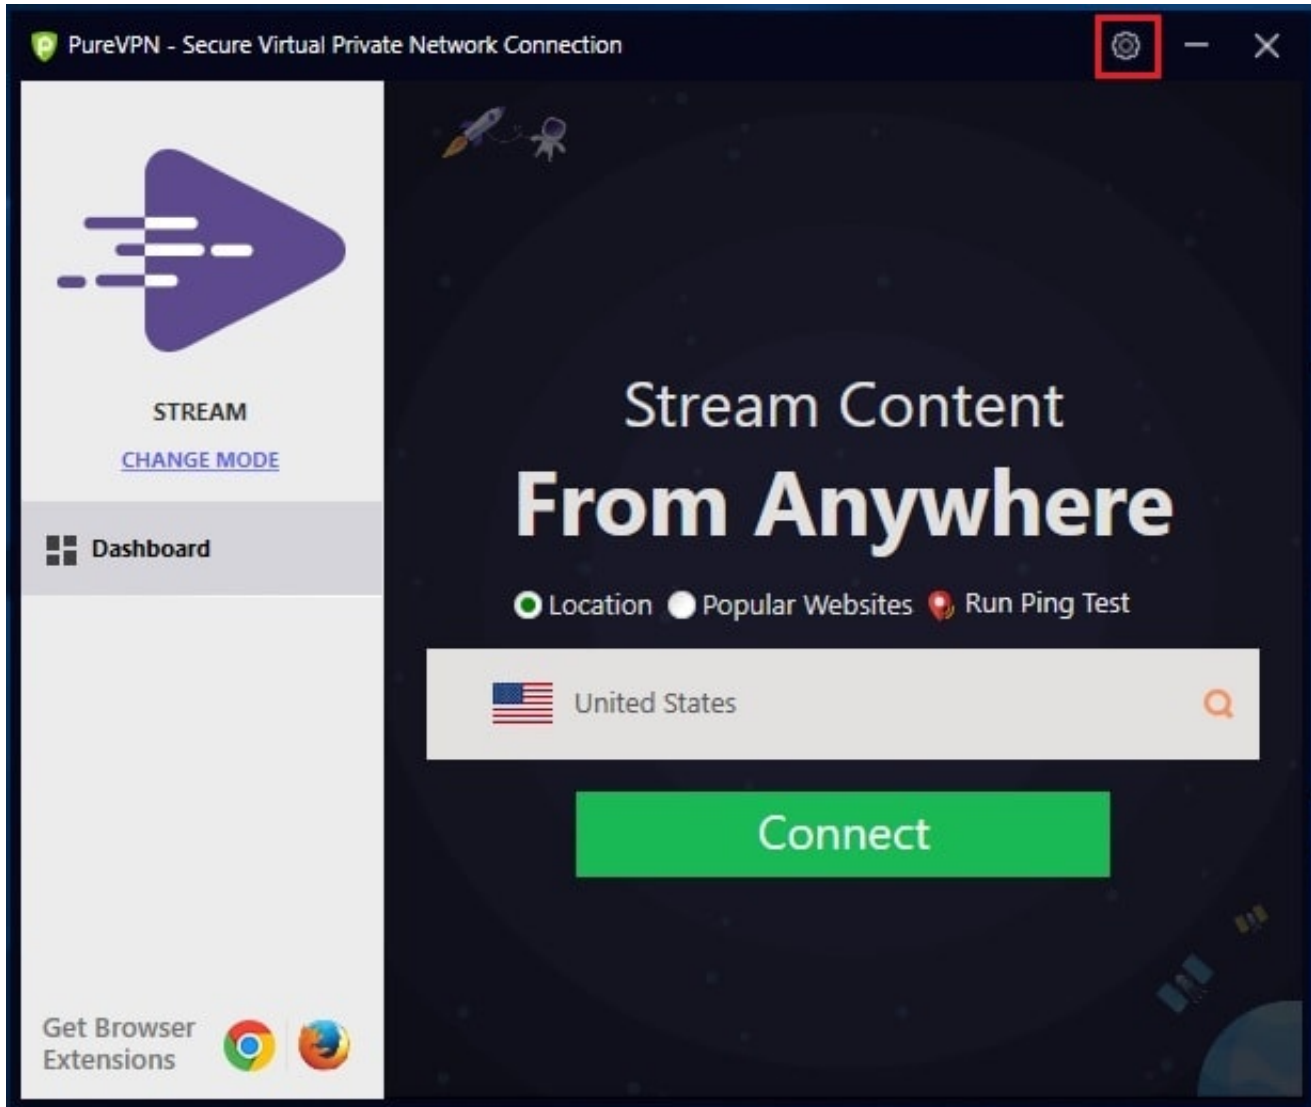 PureVPN - Secure Virtual Private Network Connection
STREAM
CHANGE MODE
Dashboard
Get Browser
Extensions
Stream Content
From Anywhere
Location Popular Websites Run Ping Test
United States
Connect